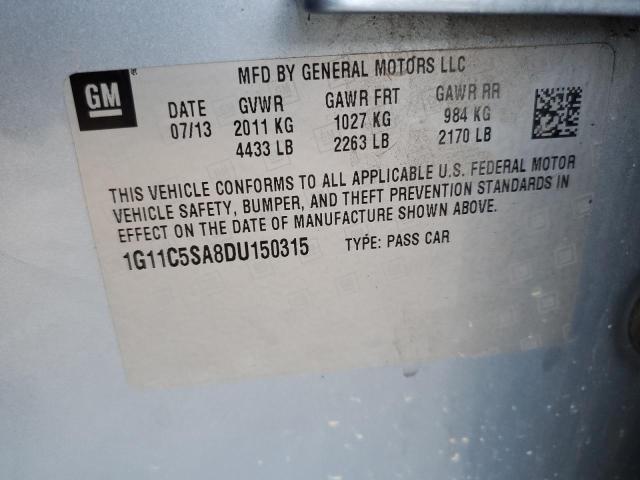 GM
MFD BY GENERAL MOTORS LLC
DATE GVWR GAWR FRT GAWR RR
07/13 2011 KG 1027 KG 984 KG
4433 LB 2263 LB 2170 LB
THIS VEHICLE CONFORMS TO ALL APPLICABLE U.S. FEDERAL MOTOR
VEHICLE SAFETY, BUMPER, AND THEFT PREVENTION STANDARDS IN
EFFECT ON THE DATE OF MANUFACTURE SHOWN ABOVE.
1G11C5SA8DU150315 TYPE: PASS CAR